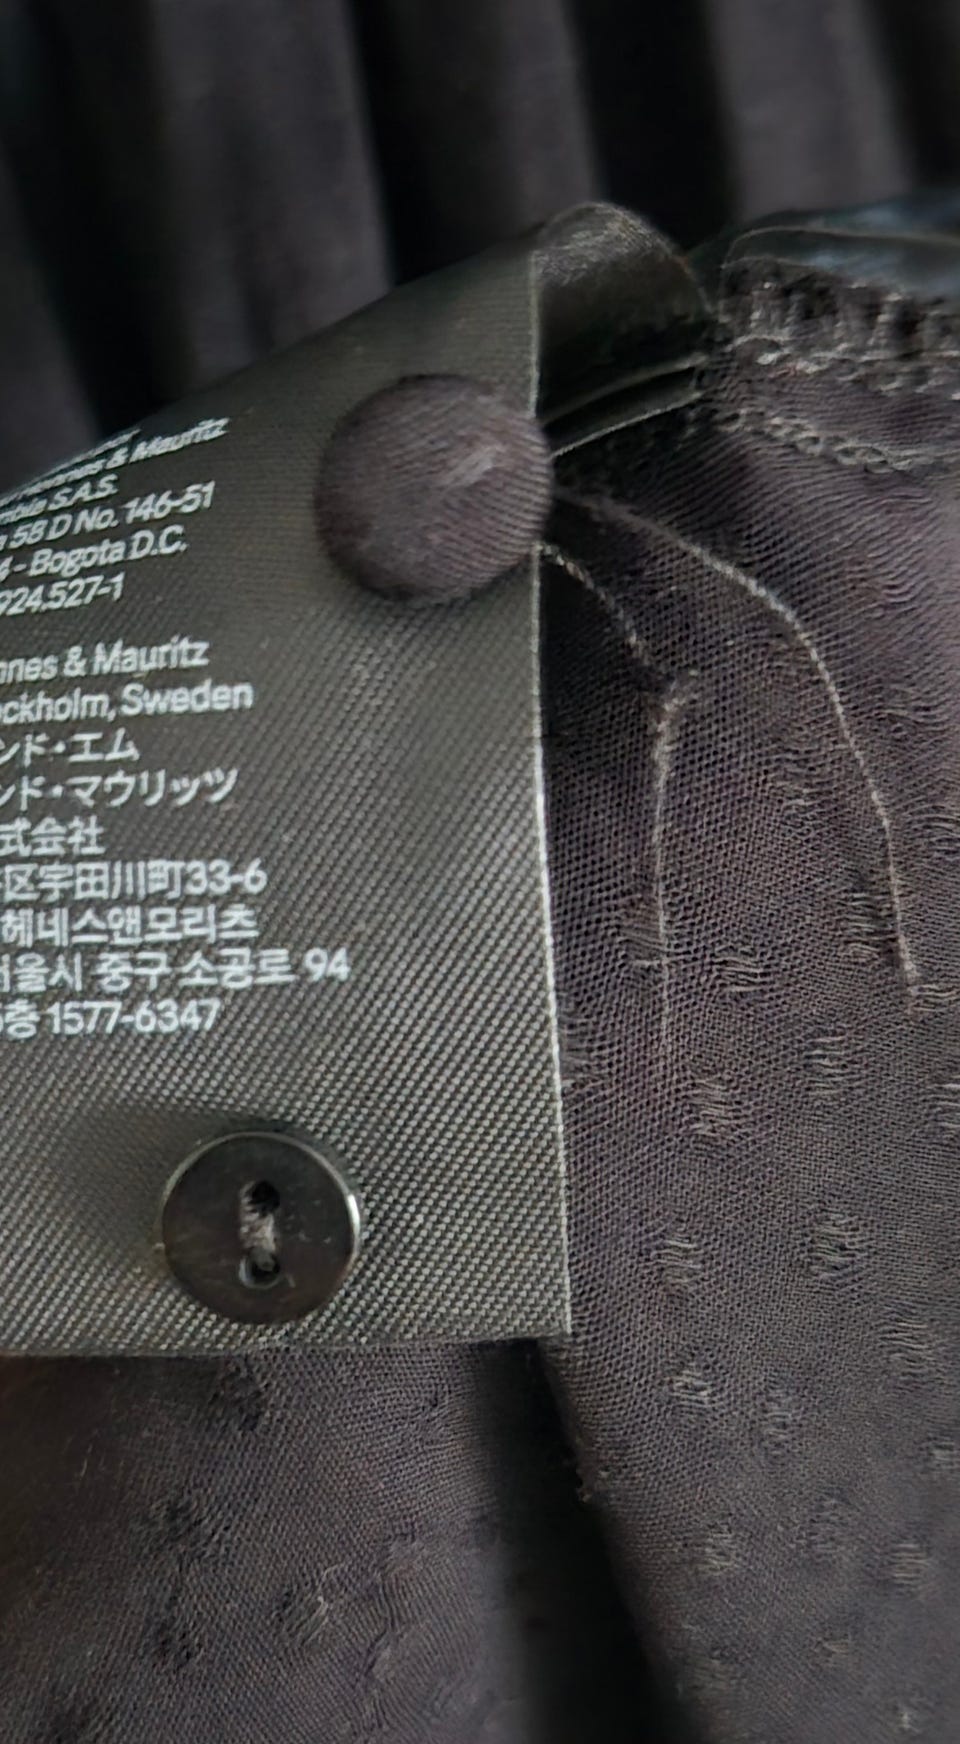 & Mauritz
S.A.S.
58 D No. 146-51
- Bogota D.C.
924.527-1
nnes & Mauritz
ockholm, Sweden
ンド・エム
ンド・マウリッツ
式会社
区宇田川町33-6
헤네스앤모리츠
서울시 중구 소공로 94
5층 1577-6347